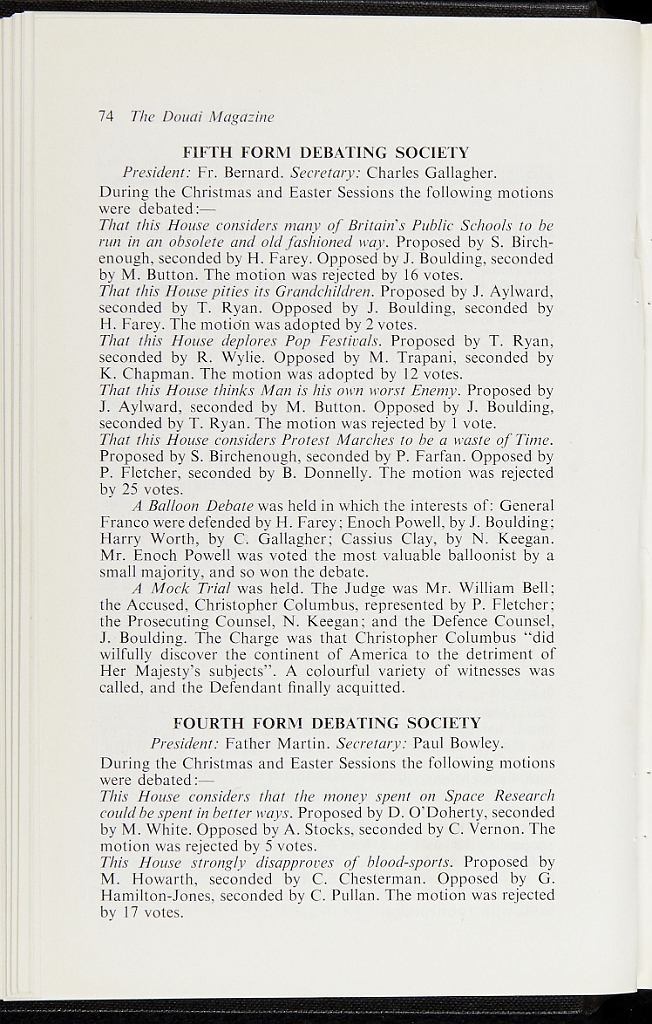 74 The Douai Magazine
FIFTH FORM DEBATING SOCIETY
President: Fr. Bernard. Secretary: Charles Gallagher.
During the Christmas and Easter Sessions the following motions
were debated:—
That this House considers many of Britain's Public Schools to be
run in an obsolete and old fashioned way. Proposed by S. Birch-
enough, seconded by H. Farey. Opposed by J. Boulding, seconded
by M. Button. The motion was rejected by 16 votes.
That this House pities its Grandchildren. Proposed by J. Aylward,
seconded by T. Ryan. Opposed by J. Boulding, seconded by
H. Farey. The motion was adopted by 2 votes.
That this House deplores Pop Festivals. Proposed by T. Ryan,
seconded by R. Wylie. Opposed by M. Trapani, seconded by
K. Chapman. The motion was adopted by 12 votes.
That this House thinks Man is his own worst Enemy. Proposed by
J. Aylward, seconded by M. Button. Opposed by J. Boulding,
seconded by T. Ryan. The motion was rejected by 1 vote.
That this House considers Protest Marches to be a waste of Time.
Proposed by S. Birchenough, seconded by P. Farfan. Opposed by
P. Fletcher, seconded by B. Donnelly. The motion was rejected
by 25 votes.
A Balloon Debate was held in which the interests of: General
Franco were defended by H. Farey; Enoch Powell, by J. Boulding;
Harry Worth, by C. Gallagher; Cassius Clay, by N. Keegan.
Mr. Enoch Powell was voted the most valuable balloonist by a
small majority, and so won the debate.
A Mock Trial was held. The Judge was Mr. William Bell;
the Accused, Christopher Columbus, represented by P. Fletcher;
the Prosecuting Counsel, N. Keegan; and the Defence Counsel,
J. Boulding. The Charge was that Christopher Columbus "did
wilfully discover the continent of America to the detriment of
Her Majesty's subjects". A colourful variety of witnesses was
called, and the Defendant finally acquitted.
FOURTH FORM DEBATING SOCIETY
President: Father Martin. Secretary: Paul Bowley.
During the Christmas and Easter Sessions the following motions
were debated:—
This House considers that the money spent on Space Research
could be spent in better ways. Proposed by D. O'Doherty, seconded
by M. White. Opposed by A. Stocks, seconded by C. Vernon. The
motion was rejected by 5 votes.
This House strongly disapproves of blood-sports. Proposed by
M. Howarth, seconded by C. Chesterman. Opposed by G.
Hamilton-Jones, seconded by C. Pullan. The motion was rejected
by 17 votes.